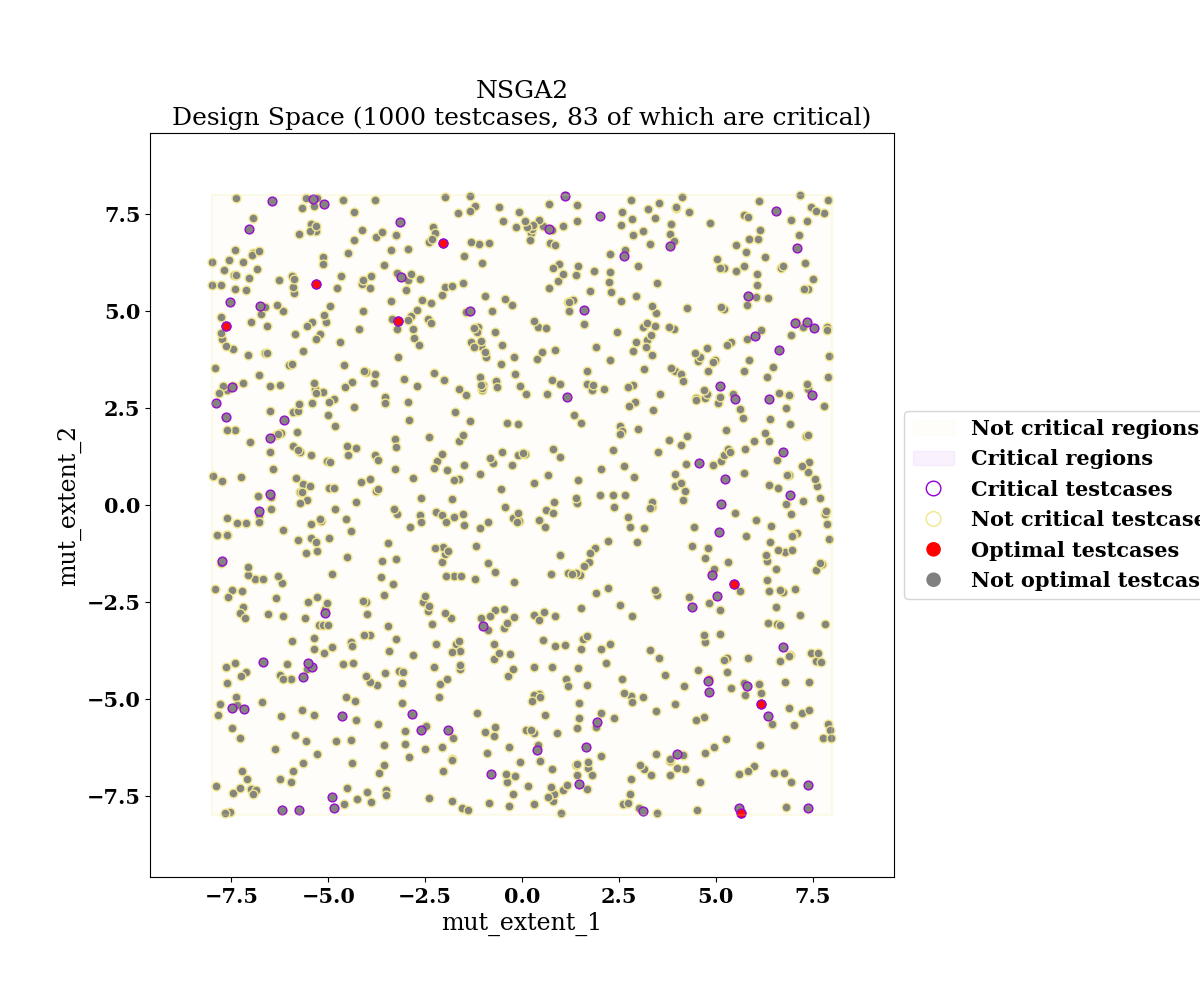 NSGA2
Design Space (1000 testcases, 83 of which are critical)
mut_extent_2
7.5
5.0
2.5
0.0
−2.5
−5.0
−7.5
−7.5
−5.0
−2.5
0.0
2.5
5.0
7.5
mut_extent_1
Not critical regions
Critical regions
Critical testcases
Not critical testcase
Optimal testcases
Not optimal testcas